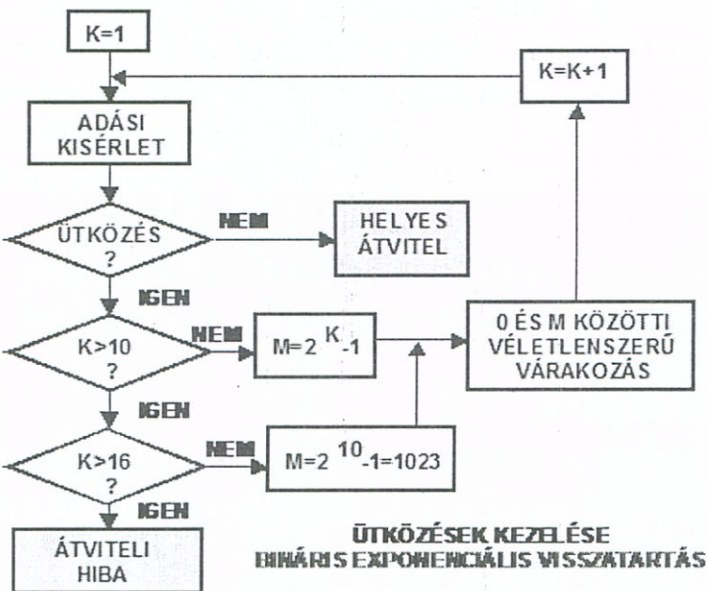 K=1
K=K+1
ADÁSI
KISÉRLET
ÜTKÖZÉS
?
NEM
HELYES
ÁTVITEL
IGEN
K>10
?
NEM
M=2 K-1
0 ÉS M KÖZÖTTI
VÉLETLENSZERŰ
VÁRAKOZÁS
IGEN
K>16
?
NEM
M=2 10-1=1023
IGEN
ÁTVITELI
HIBA
ÜTKÖZÉSEK KEZELÉSE
BINÁRIS EXPONENCIÁLIS VISSZATARTÁS